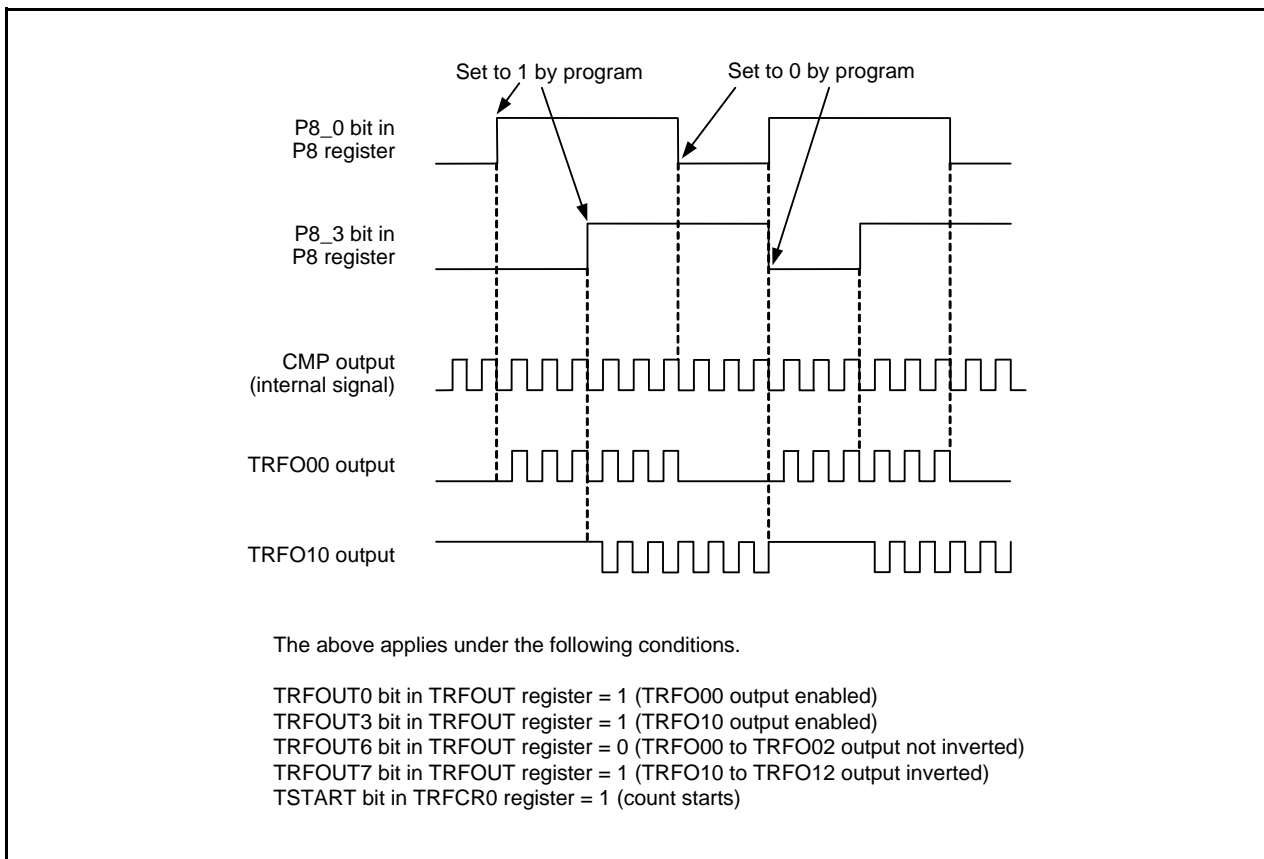 Set to 1 by program
Set to 0 by program
P8_0 bit in
P8 register
P8_3 bit in
P8 register
CMP output
(internal signal)
TRFO00 output
TRFO10 output
The above applies under the following conditions.
TRFOUT0 bit in TRFOUT register = 1 (TRFO00 output enabled)
TRFOUT3 bit in TRFOUT register = 1 (TRFO10 output enabled)
TRFOUT6 bit in TRFOUT register = 0 (TRFO00 to TRFO02 output not inverted)
TRFOUT7 bit in TRFOUT register = 1 (TRFO10 to TRFO12 output inverted)
TSTART bit in TRFCR0 register = 1 (count starts)